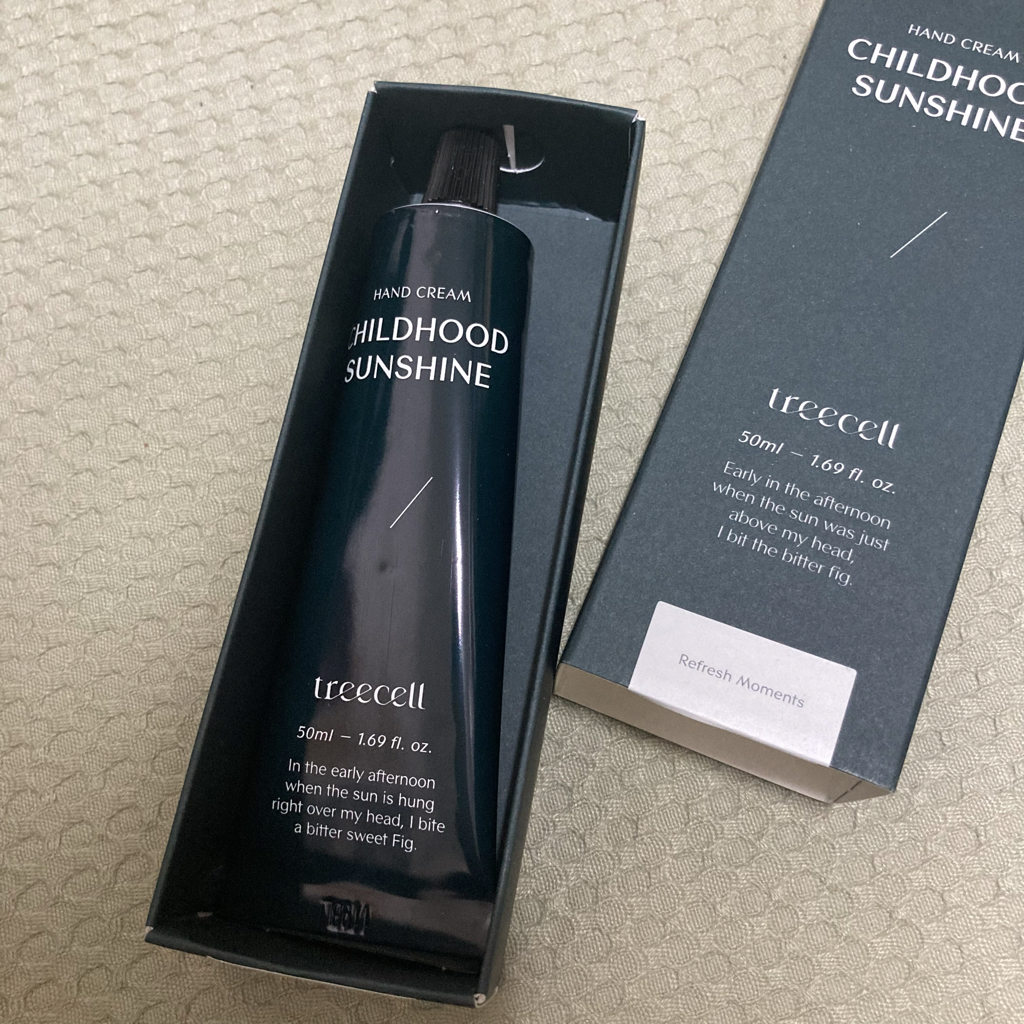 HAND CREAM
CHILDHOOD
SUNSHINE
treecell
50ml – 1.69 fl. oz.
In the early afternoon
when the sun is hung
right over my head, I bite
a bitter sweet Fig.
HAND CREAM
CHILDHOO
SUNSHINE
treecell
50ml – 1.69 fl. oz.
Early in the afternoon
when the sun was just
above my head,
I bit the bitter fig.
Refresh Moments